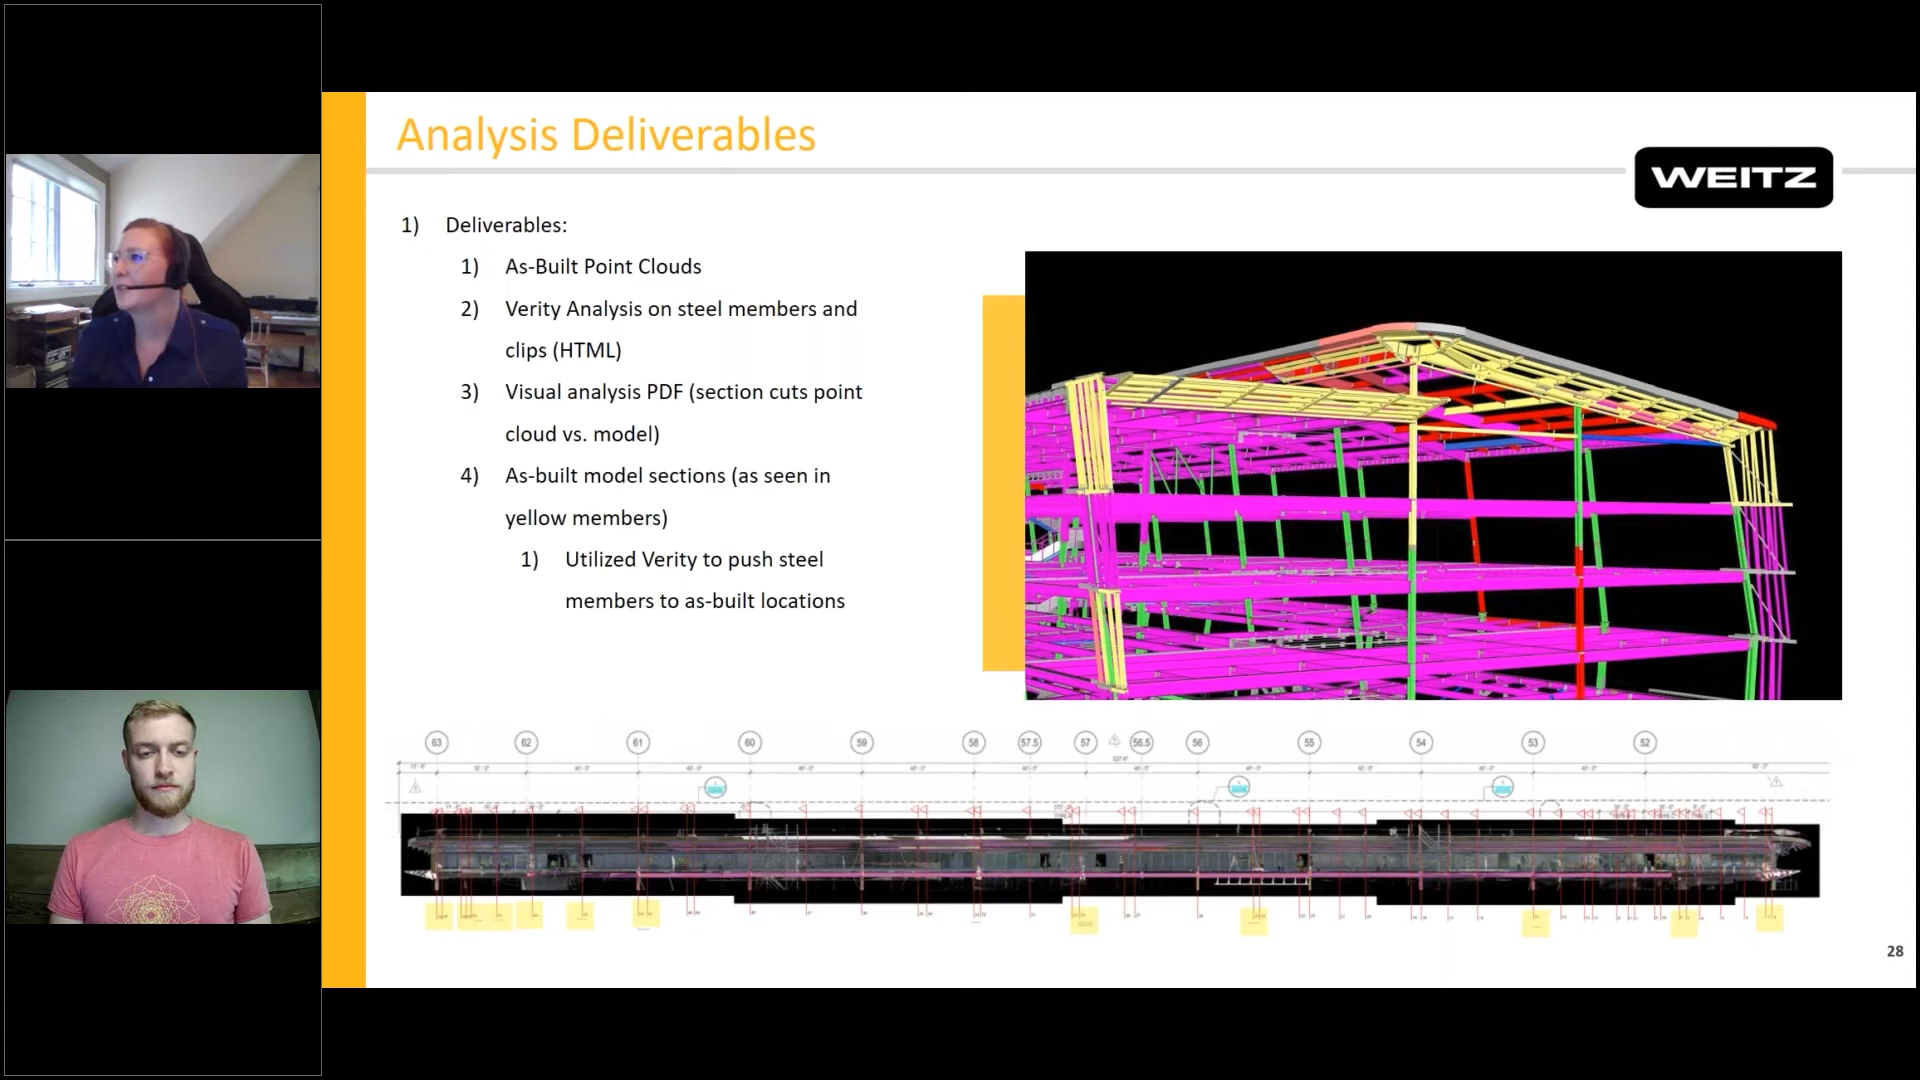 Analysis Deliverables
WEITZ
1) Deliverables:
1) As-Built Point Clouds
2) Verity Analysis on steel members and
clips (HTML)
3) Visual analysis PDF (section cuts point
cloud vs. model)
4) As-built model sections (as seen in
yellow members)
1) Utilized Verity to push steel
members to as-built locations
63 62 61 60 59 58 57.5 57 56.5 56 55 54 53 52
28